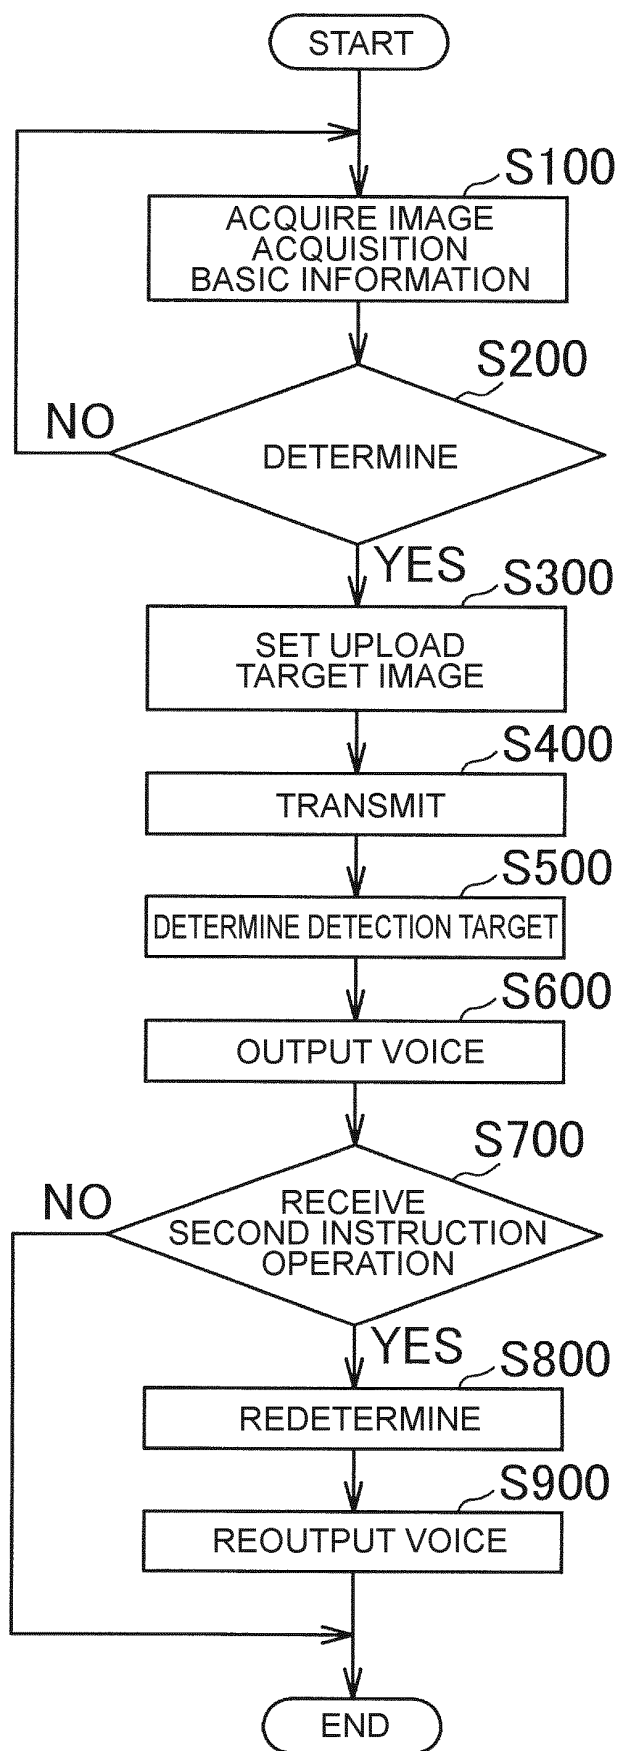 START
S100
ACQUIRE IMAGE
ACQUISITION
BASIC INFORMATION
S200
NO
DETERMINE
YES
S300
SET UPLOAD
TARGET IMAGE
S400
TRANSMIT
S500
DETERMINE DETECTION TARGET
S600
OUTPUT VOICE
S700
NO
RECEIVE
SECOND INSTRUCTION
OPERATION
YES
S800
REDETERMINE
S900
REOUTPUT VOICE
END